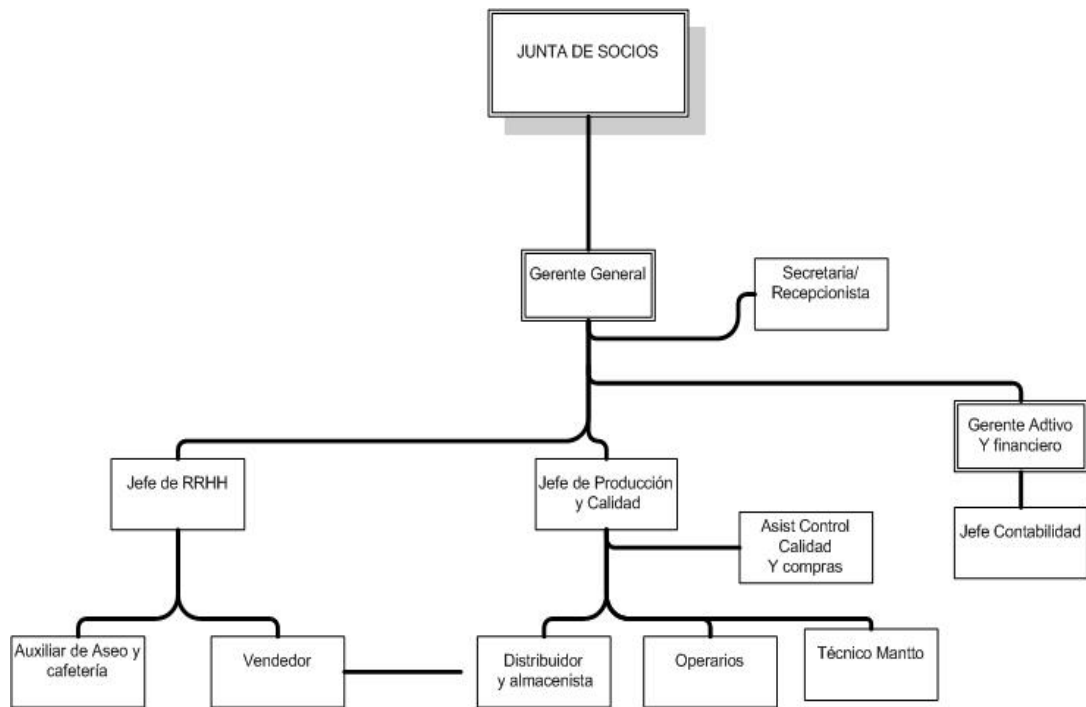 JUNTA DE SOCIOS
Gerente General
Secretaria/
Recepcionista
Gerente Adtivo
Y financiero
Jefe de RRHH
Jefe de Producción
y Calidad
Jefe Contabilidad
Asist Control
Calidad
Y compras
Auxiliar de Aseo y
cafetería
Vendedor
Distribuidor
y almacenista
Operarios
Técnico Mantto